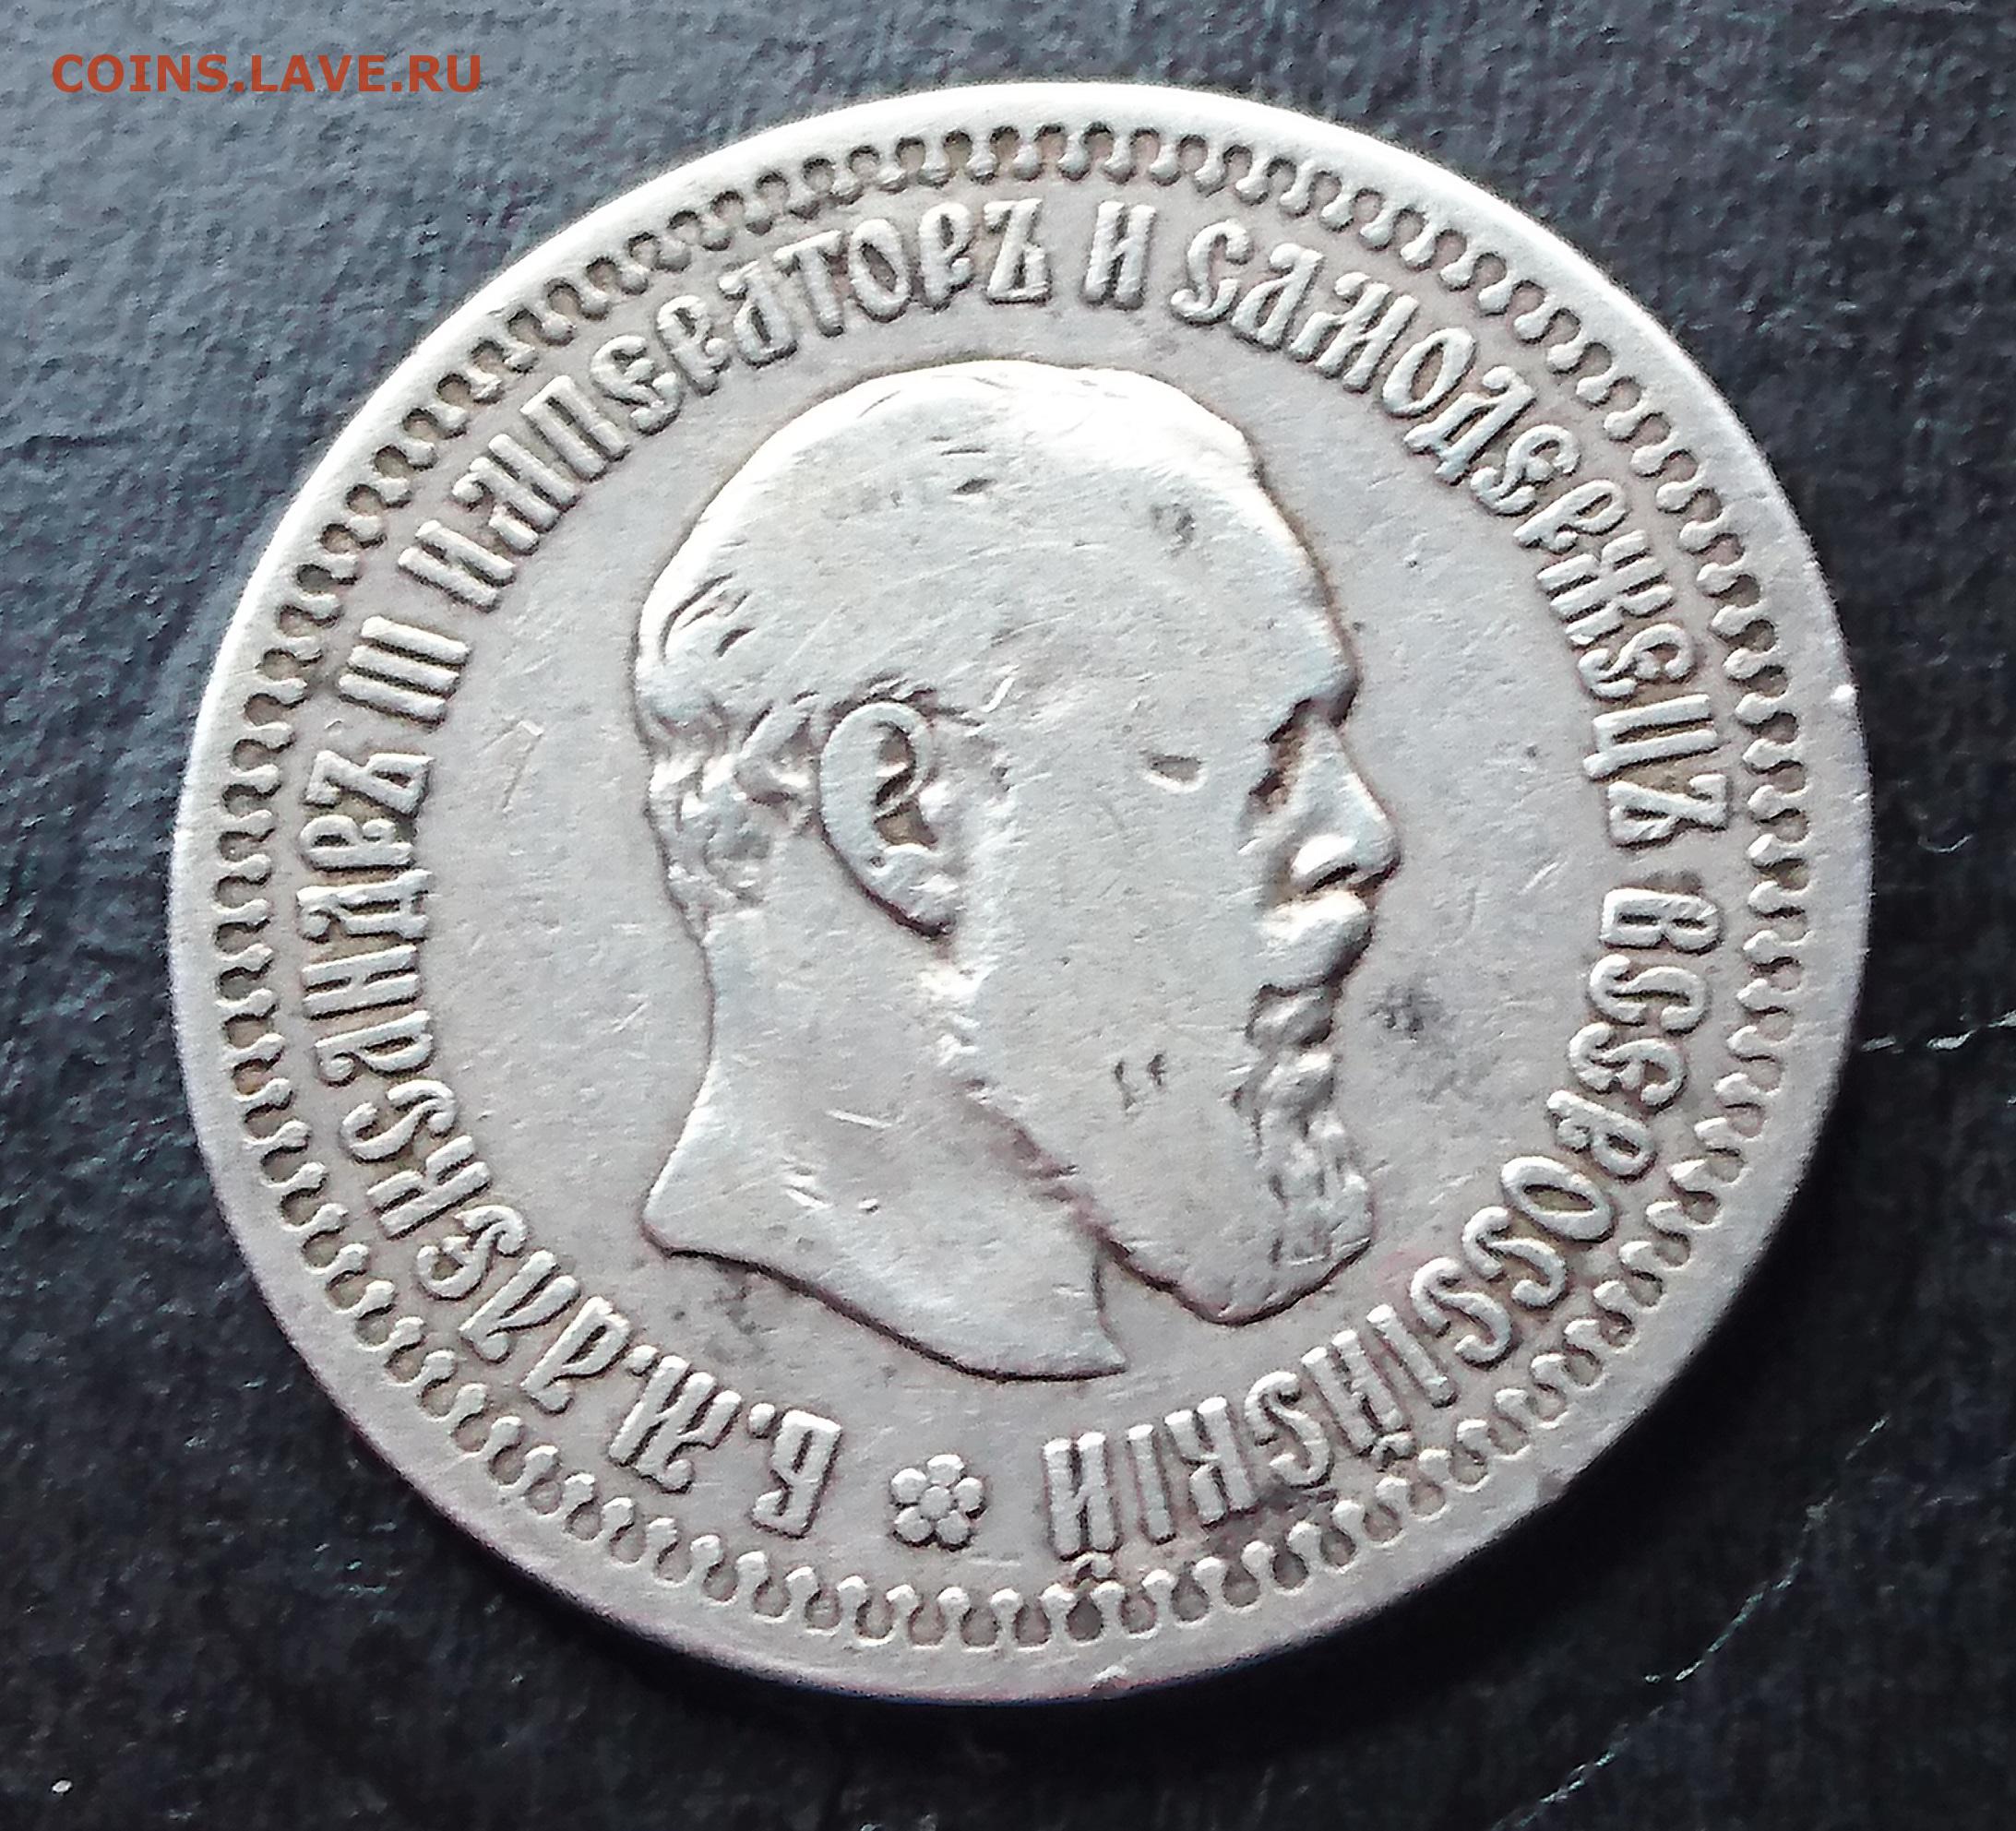 COINS.LAVE.RU
Б.М.АЛЕКСАНДРЪ III ИМПЕРАТОРЪ И САМОДЕРЖЕЦЪ ВСЕРОССІЙСКІЙ